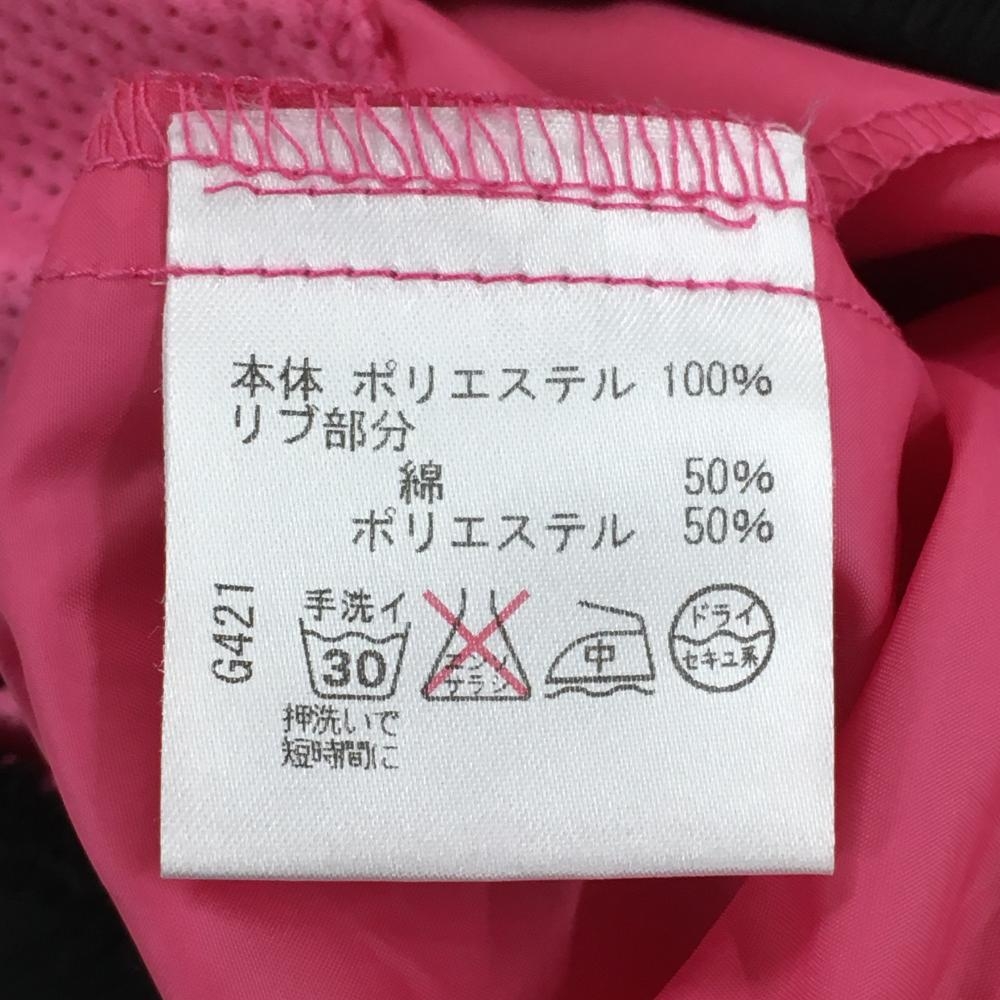 本体 ポリエステル 100%
リブ部分
綿 50%
ポリエステル 50%
G421
手洗イ
30
押洗いで
短時間に
エンソ
サラシ
中
ドライ
セキユ系